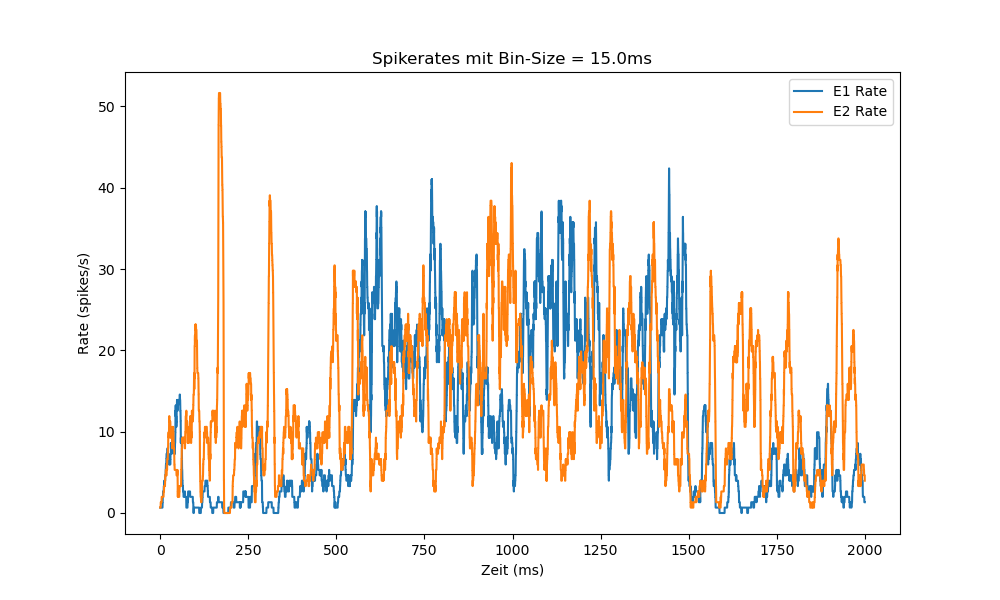 Spikerates mit Bin-Size = 15.0ms
E1 Rate
E2 Rate
50
40
30
20
10
0
Rate (spikes/s)
0 250 500 750 1000 1250 1500 1750 2000
Zeit (ms)